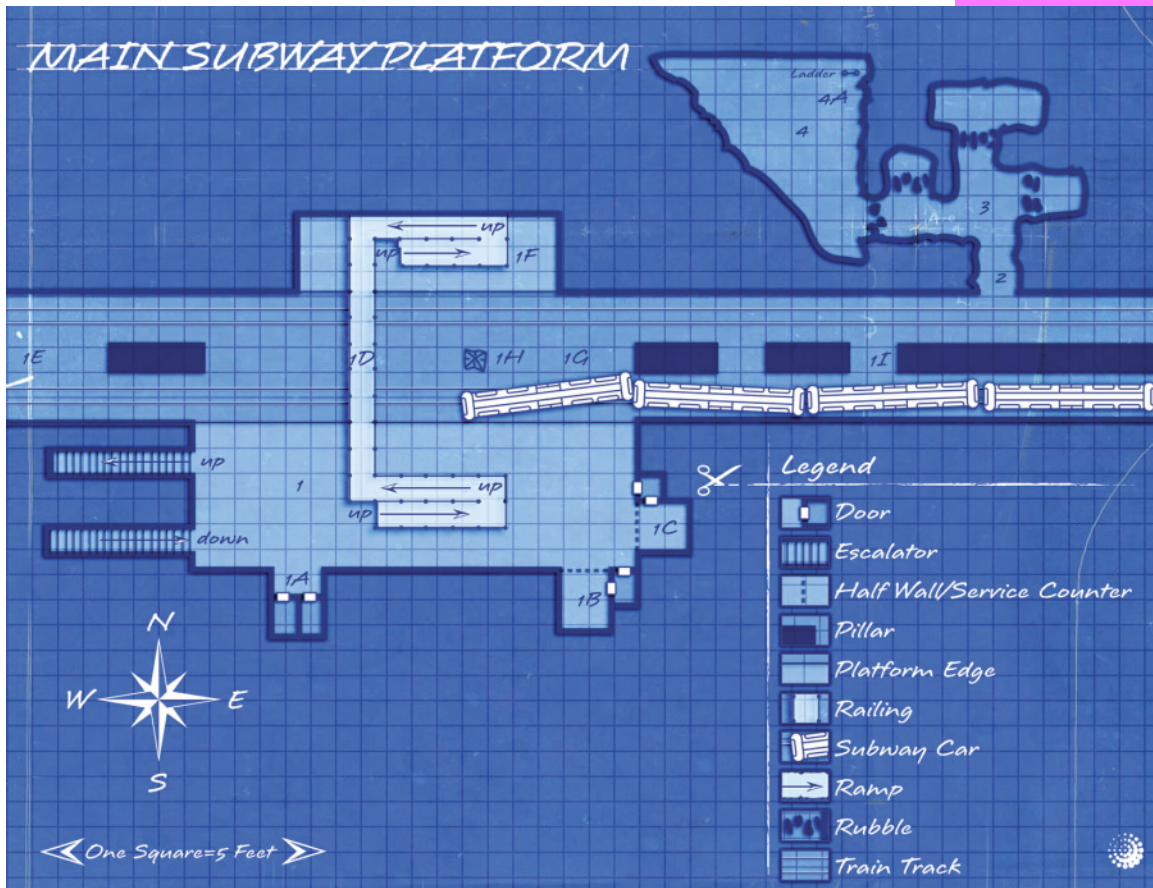 MAIN SUBWAY PLATFORM
Ladder
4A
4
3
2
up
up
1F
1E
1D
1H
1G
1I
up
1
up
up
down
1C
1A
1B
Legend
Door
Escalator
Half Wall/Service Counter
Pillar
Platform Edge
Railing
Subway Car
Ramp
Rubble
Train Track
N
W
E
S
One Square=5 Feet